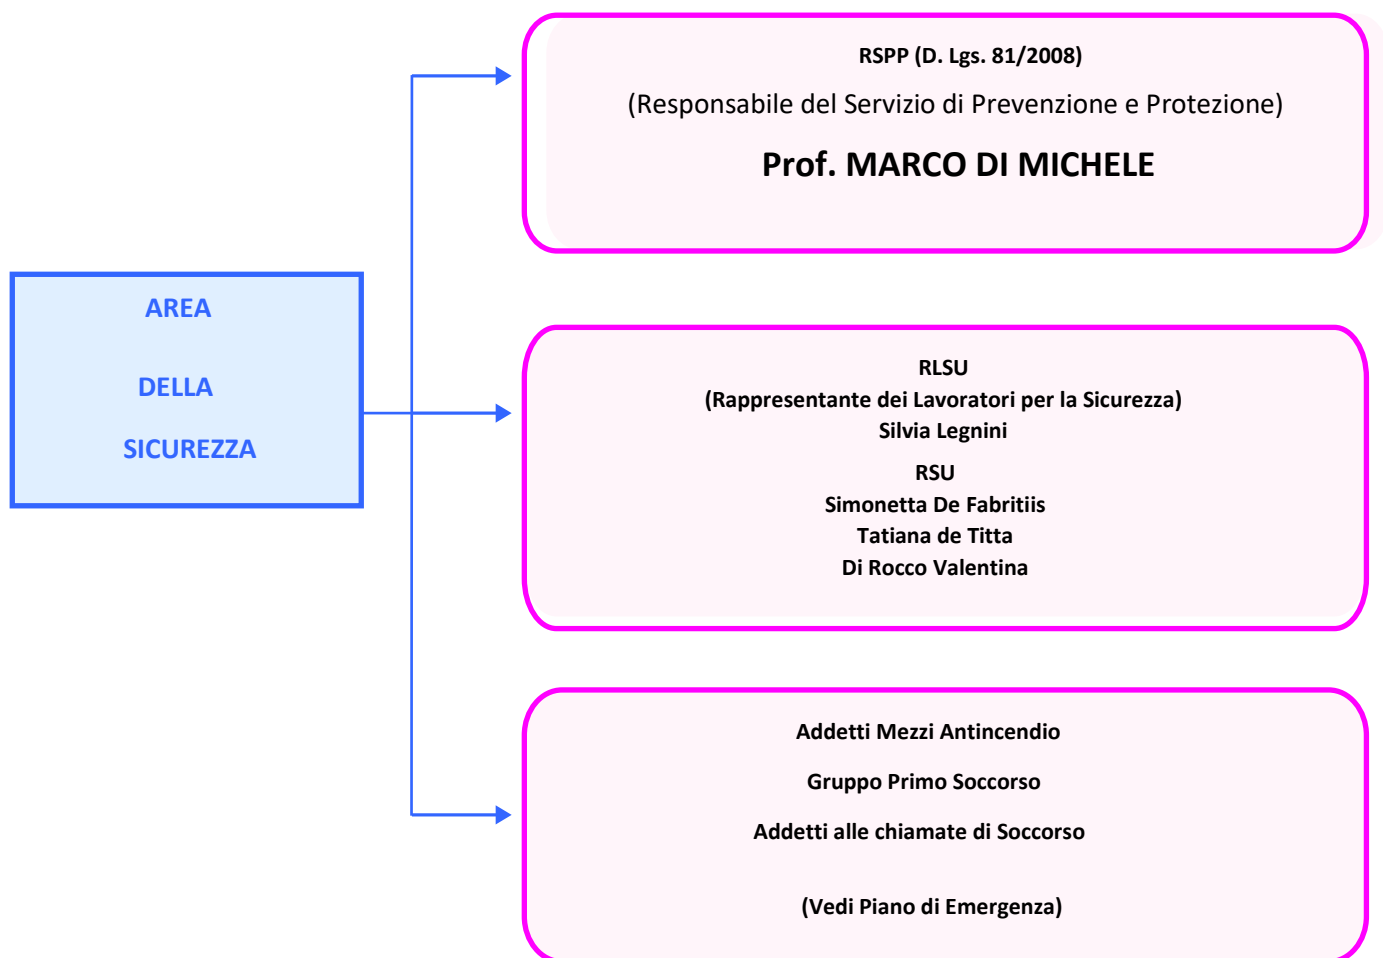 AREA
DELLA
SICUREZZA
RSPP (D. Lgs. 81/2008)
(Responsabile del Servizio di Prevenzione e Protezione)
Prof. MARCO DI MICHELE
RLSU
(Rappresentante dei Lavoratori per la Sicurezza)
Silvia Legnini
RSU
Simonetta De Fabritiis
Tatiana de Titta
Di Rocco Valentina
Addetti Mezzi Antincendio
Gruppo Primo Soccorso
Addetti alle chiamate di Soccorso
(Vedi Piano di Emergenza)